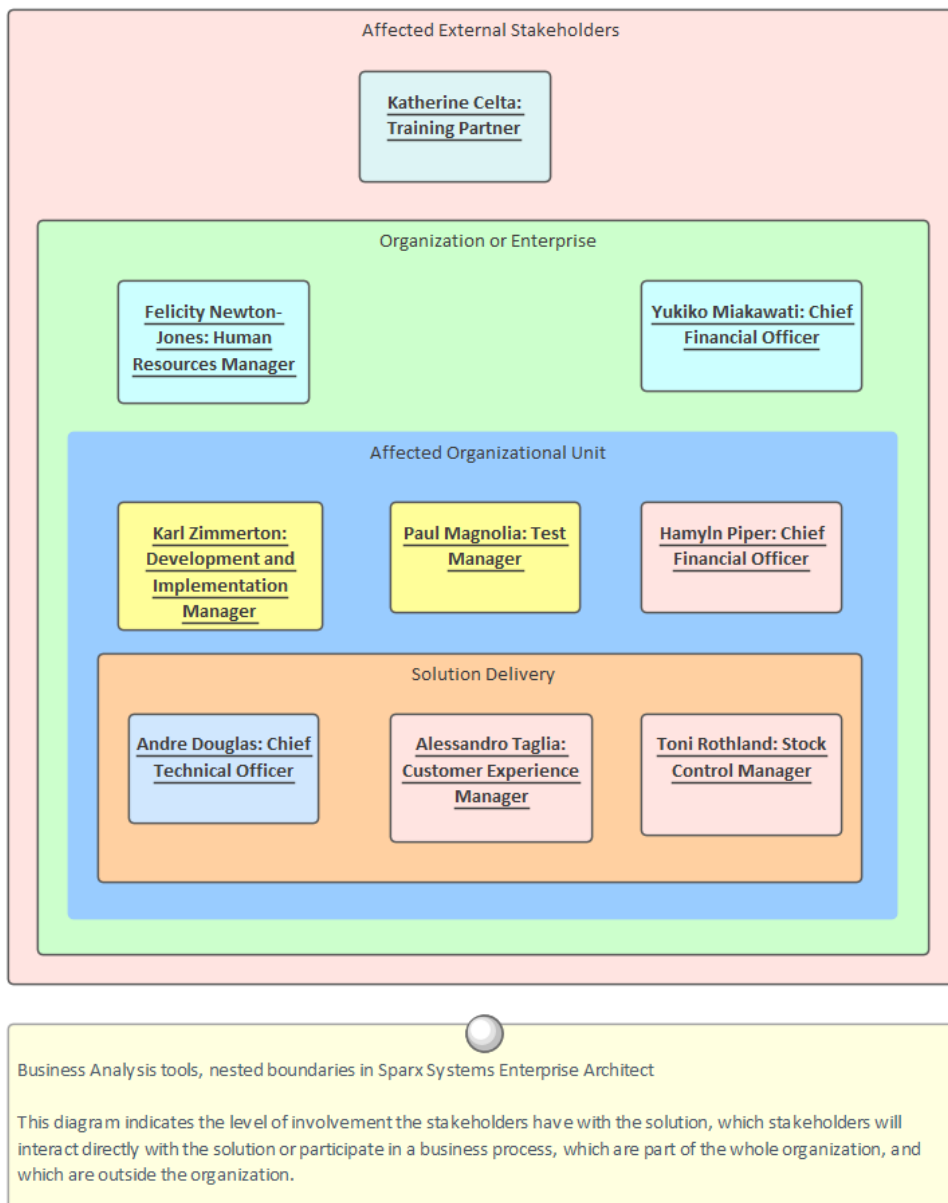 Affected External Stakeholders
Katherine Celta:
Training Partner
Organization or Enterprise
Felicity Newton-
Jones: Human
Resources Manager
Yukiko Miakawati: Chief
Financial Officer
Affected Organizational Unit
Karl Zimmerton:
Development and
Implementation
Manager
Paul Magnolia: Test
Manager
Hamyln Piper: Chief
Financial Officer
Solution Delivery
Andre Douglas: Chief
Technical Officer
Alessandro Taglia:
Customer Experience
Manager
Toni Rothland: Stock
Control Manager
Business Analysis tools, nested boundaries in Sparx Systems Enterprise Architect
This diagram indicates the level of involvement the stakeholders have with the solution, which stakeholders will
interact directly with the solution or participate in a business process, which are part of the whole organization, and
which are outside the organization.